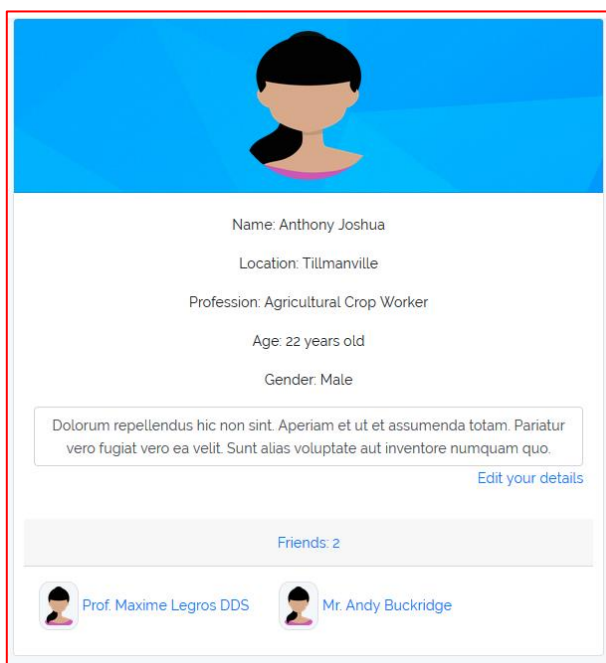 Name: Anthony Joshua
Location: Tillmanville
Profession: Agricultural Crop Worker
Age: 22 years old
Gender: Male
Dolorum repellendus hic non sint. Aperiam et ut et assumenda totam. Pariatur
vero fugiat vero ea velit. Sunt alias voluptate aut inventore numquam quo.
Edit your details
Friends: 2
Prof. Maxime Legros DDS
Mr. Andy Buckridge